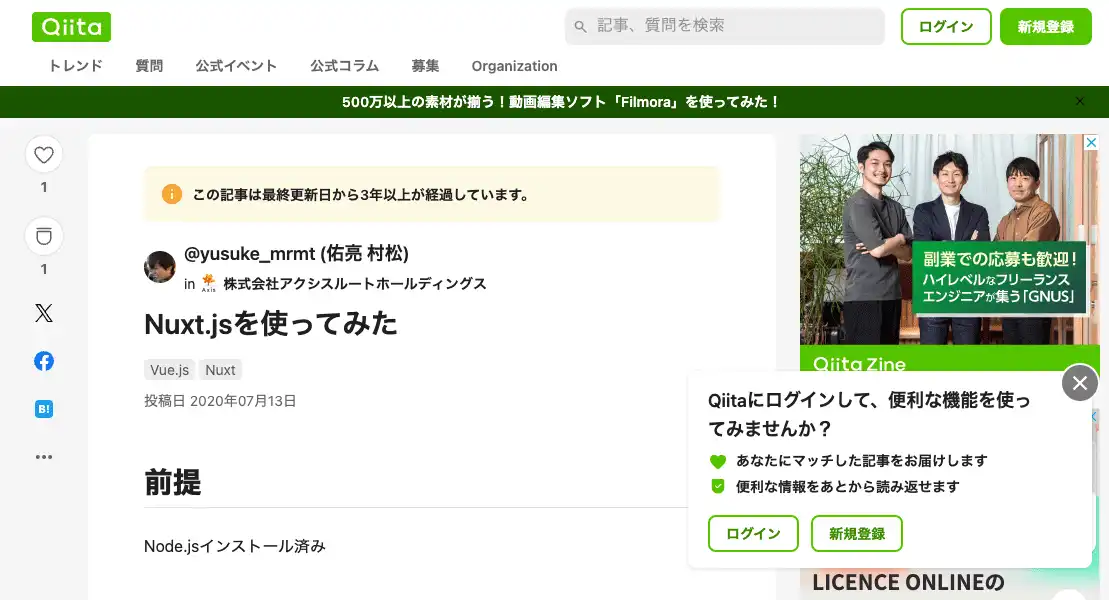 Qiita
記事、質問を検索
ログイン
新規登録
トレンド
質問
公式イベント
公式コラム
募集
Organization
500万以上の素材が揃う！動画編集ソフト「Filmora」を使ってみた！
1
1
B!
この記事は最終更新日から3年以上が経過しています。
@yusuke_mrmt (佑亮 村松)
in Axis 株式会社アクシスルートホールディングス
Nuxt.jsを使ってみた
Vue.js
Nuxt
投稿日 2020年07月13日
前提
Node.jsインストール済み
副業での応募も歓迎！
ハイレベルなフリーランス
エンジニアが集う「GNUS」
Qiita Zine
Qiitaにログインして、便利な機能を使っ
てみませんか？
あなたにマッチした記事をお届けします
便利な情報をあとから読み返せます
ログイン
新規登録
LICENCE ONLINEの